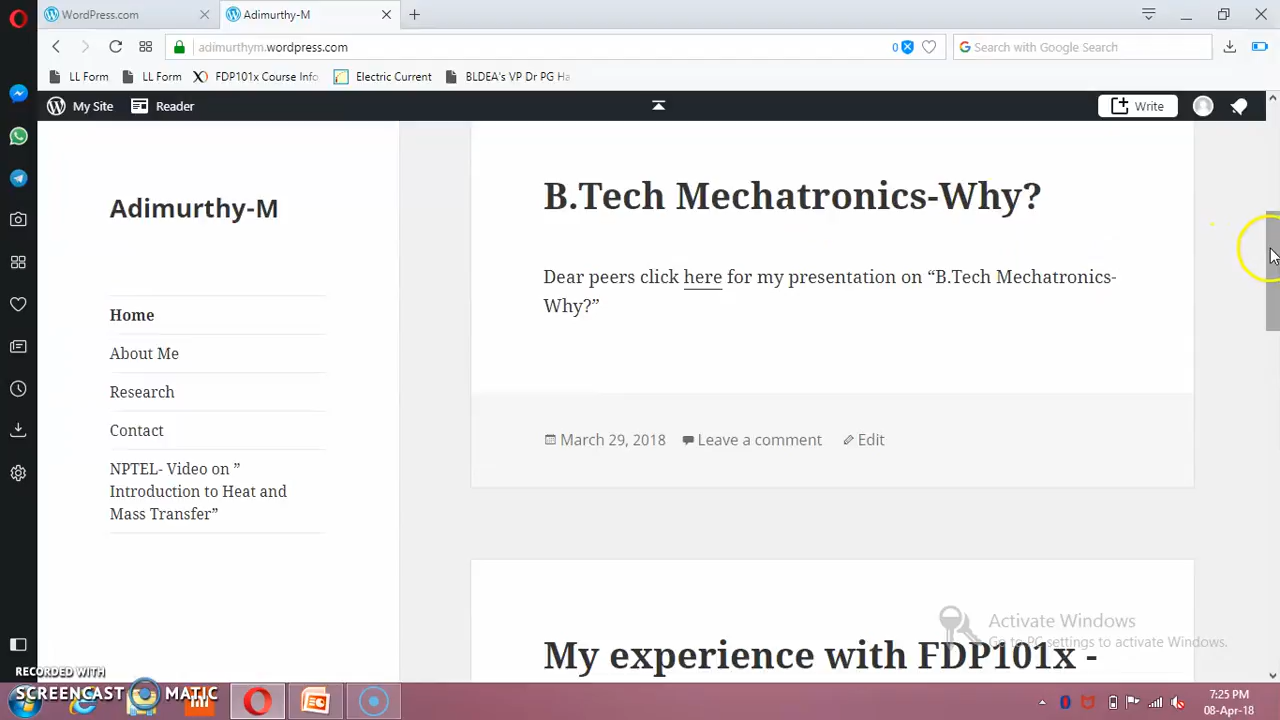 WordPress.com
Adimurthy-M
adimurthym.wordpress.com
0
Search with Google Search
LL Form
LL Form
FDP101x Course Info
Electric Current
BLDEA's VP Dr PG Ha
My Site
Reader
Write
Adimurthy-M
Home
About Me
Research
Contact
NPTEL- Video on ”
Introduction to Heat and
Mass Transfer”
B.Tech Mechatronics-Why?
Dear peers click here for my presentation on “B.Tech Mechatronics-
Why?”
March 29, 2018
Leave a comment
Edit
My experience with FDP101x -
Activate Windows
Go to PC settings to activate Windows.
RECORDED WITH
SCREENCAST MATIC
7:25 PM
08-Apr-18